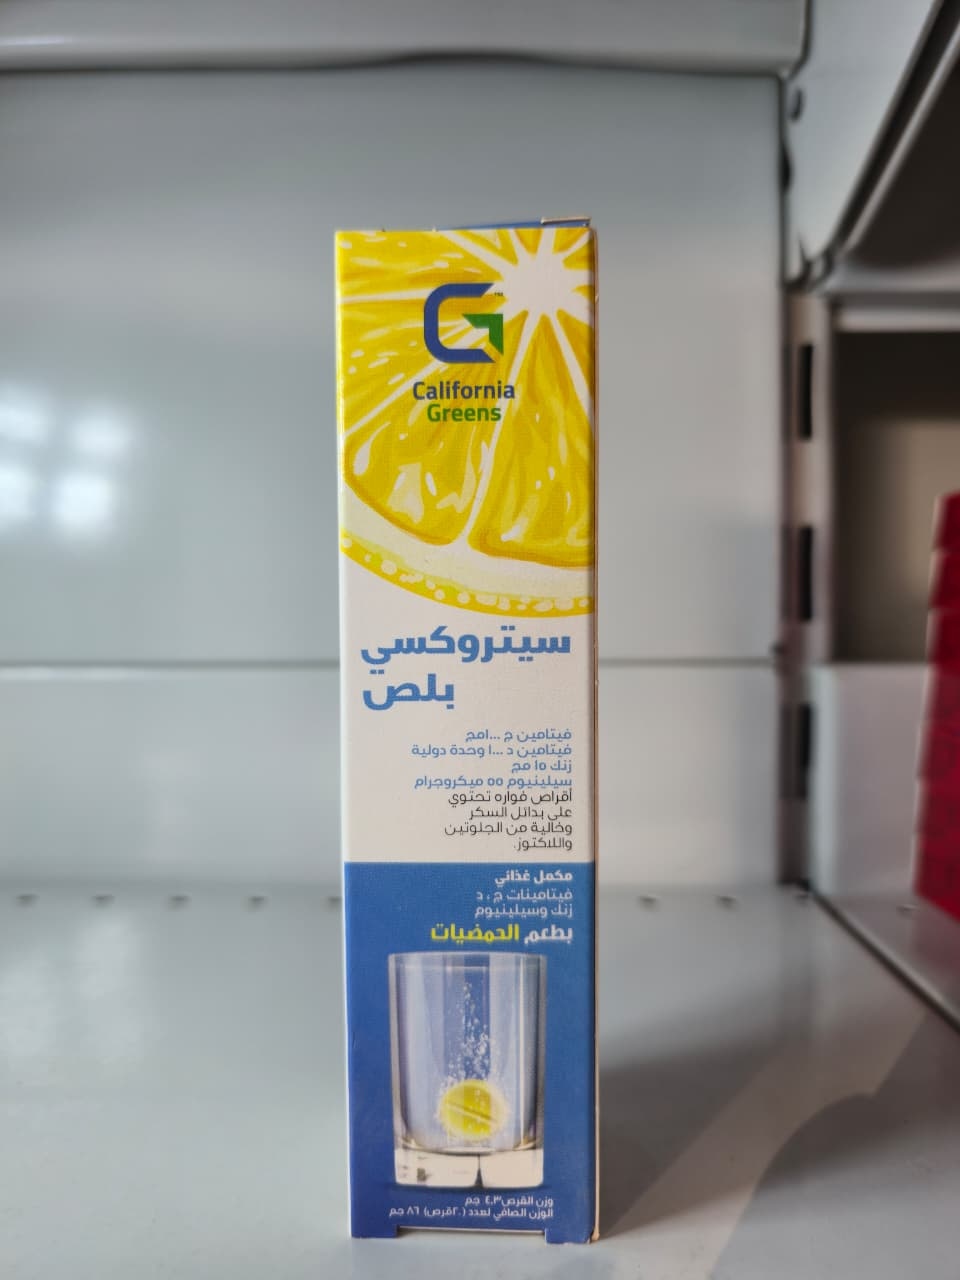 ™
California
Greens
سيتروكسي
بلص
فيتامين ج ١٠٠٠مج
فيتامين د ١٠٠٠ وحدة دولية
زنك ١٥ مج
سيلينيوم ٥٥ ميكروجرام
أقراص فواره تحتوي
على بدائل السكر
وخالية من الجلوتين
واللاكتوز.
مكمل غذائي
فيتامينات ج ، د
زنك وسيلينيوم
بطعم الحمضيات
وزن القرص ٤,٣ جم
الوزن الصافي لعدد (٢٠قرص) ٨٦ جم